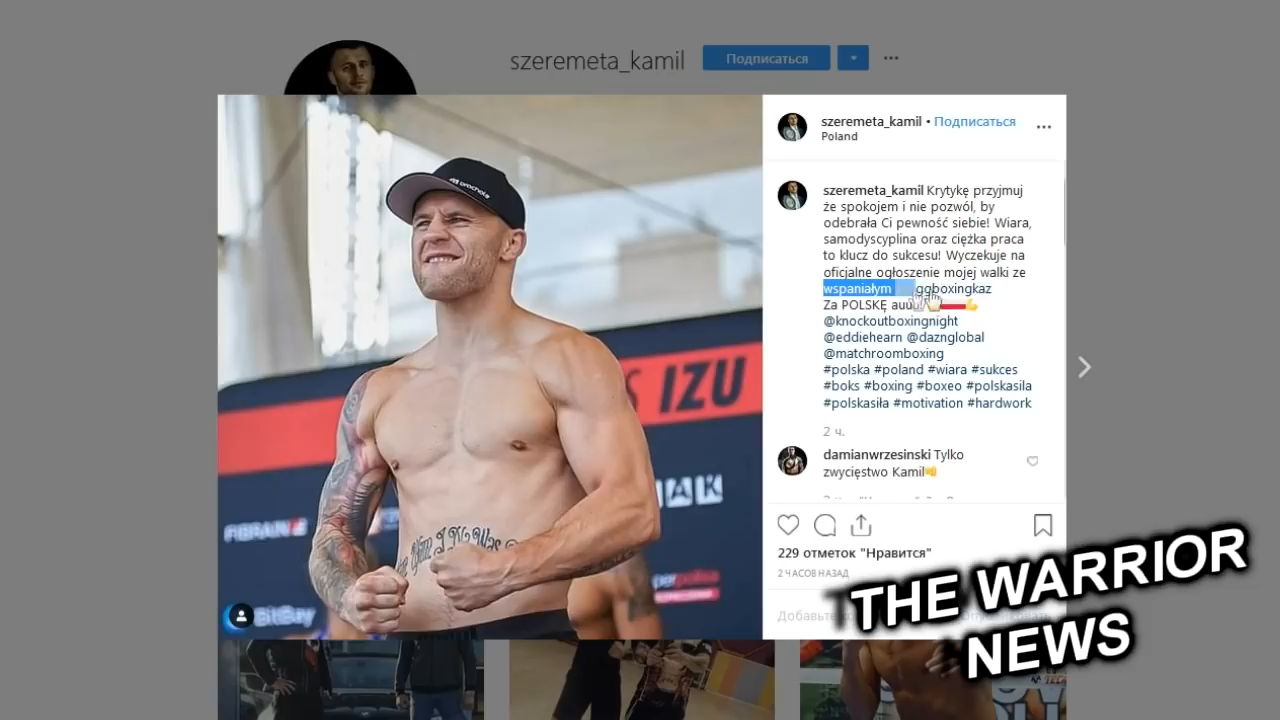 szeremeta_kamil
Подписаться
szeremeta_kamil • Подписаться
Poland
szeremeta_kamil Krytykę przyjmuj
że spokojem i nie pozwól, by
odebrała Ci pewność siebie! Wiara,
samodyscyplina oraz ciężka praca
to klucz do sukcesu! Wyczekuje na
oficjalne ogłoszenie mojej walki ze
wspaniałym ggboxingkaz
Za POLSKĘ
@knockoutboxingnight
@eddiehearn @daznglobal
@matchroomboxing
#polska #poland #wiara #sukces
#boks #boxing #boxeo #polskasila
#polskasiła #motivation #hardwork
2 ч.
damianwrzesinski Tylko
zwycięstwo Kamil
229 отметок "Нравится"
2 ЧАСОВ НАЗАД
THE WARRIOR
NEWS
IZU
FIBRAN
BitBay